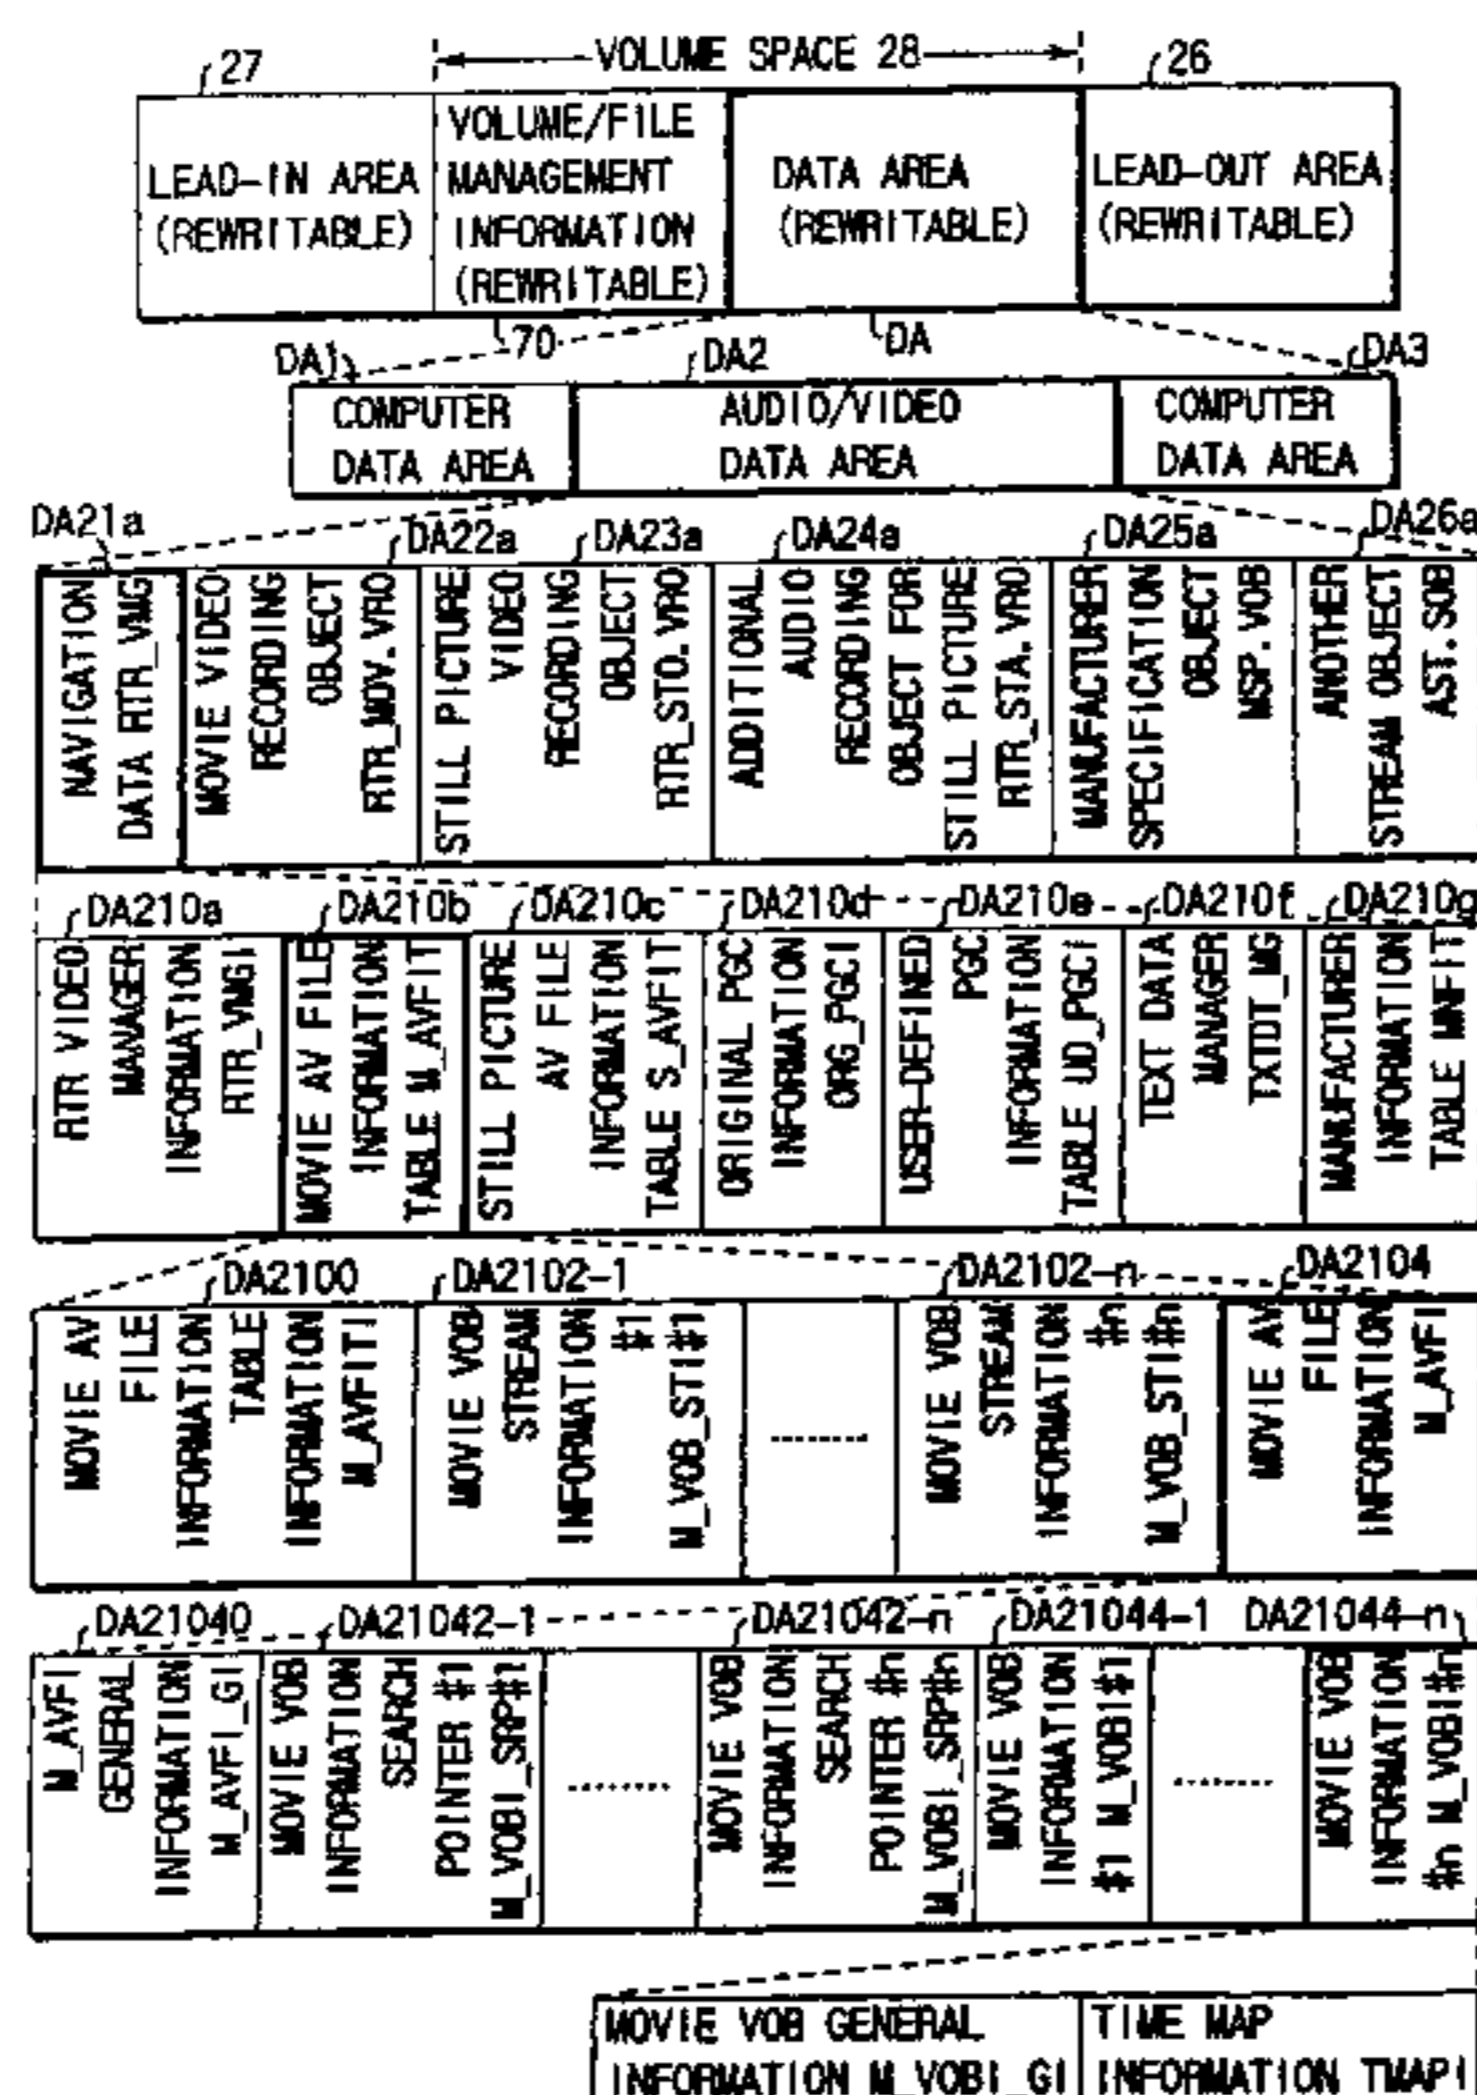 VOLUME SPACE 28
27
26
LEAD-IN AREA
(REWRITABLE)
VOLUME/FILE
MANAGEMENT
INFORMATION
(REWRITABLE)
DATA AREA
(REWRITABLE)
LEAD-OUT AREA
(REWRITABLE)
70
DA
DA1
DA2
DA3
COMPUTER
DATA AREA
AUDIO/VIDEO
DATA AREA
COMPUTER
DATA AREA
DA21a
DA22a
DA23a
DA24a
DA25a
DA26a
NAVIGATION
DATA RTR_VMG
MOVIE VIDEO
RECORDING
OBJECT
RTR_MOV.VRO
STILL PICTURE
VIDEO
RECORDING
OBJECT
RTR_STO.VRO
ADDITIONAL
AUDIO
RECORDING
OBJECT FOR
STILL PICTURE
RTR_STA.VRO
MANUFACTURER
SPECIFICATION
OBJECT
MSP.VOB
ANOTHER
STREAM OBJECT
AST.SOB
DA210a
DA210b
DA210c
DA210d
DA210e
DA210f
DA210g
RTR VIDEO
MANAGER
INFORMATION
RTR_VMGI
MOVIE AV FILE
INFORMATION
TABLE M_AVFIT
STILL PICTURE
AV FILE
INFORMATION
TABLE S_AVFIT
ORIGINAL PGC
INFORMATION
ORG_PGCI
USER-DEFINED
PGC
INFORMATION
TABLE UD_PGCI
TEXT DATA
MANAGER
TXTDT_MG
MANUFACTURER
INFORMATION
TABLE MNFIT
DA2100
DA2102-1
DA2102-n
DA2104
MOVIE AV
FILE
INFORMATION
TABLE
INFORMATION
M_AVFITI
MOVIE VOB
STREAM
INFORMATION
#1
M_VOB_STI#1
MOVIE VOB
STREAM
INFORMATION
#n
M_VOB_STI#n
MOVIE AV
FILE
INFORMATION
M_AVFI
DA21040
DA21042-1
DA21042-n
DA21044-1
DA21044-n
M_AVFI
GENERAL
INFORMATION
M_AVFI_GI
MOVIE VOB
INFORMATION
SEARCH
POINTER #1
M_VOBI_SRP#1
MOVIE VOB
INFORMATION
SEARCH
POINTER #n
M_VOBI_SRP#n
MOVIE VOB
INFORMATION
#1 M_VOBI#1
MOVIE VOB
INFORMATION
#n M_VOBI#n
MOVIE VOB GENERAL
INFORMATION M_VOBI_GI
TIME MAP
INFORMATION TMAPI